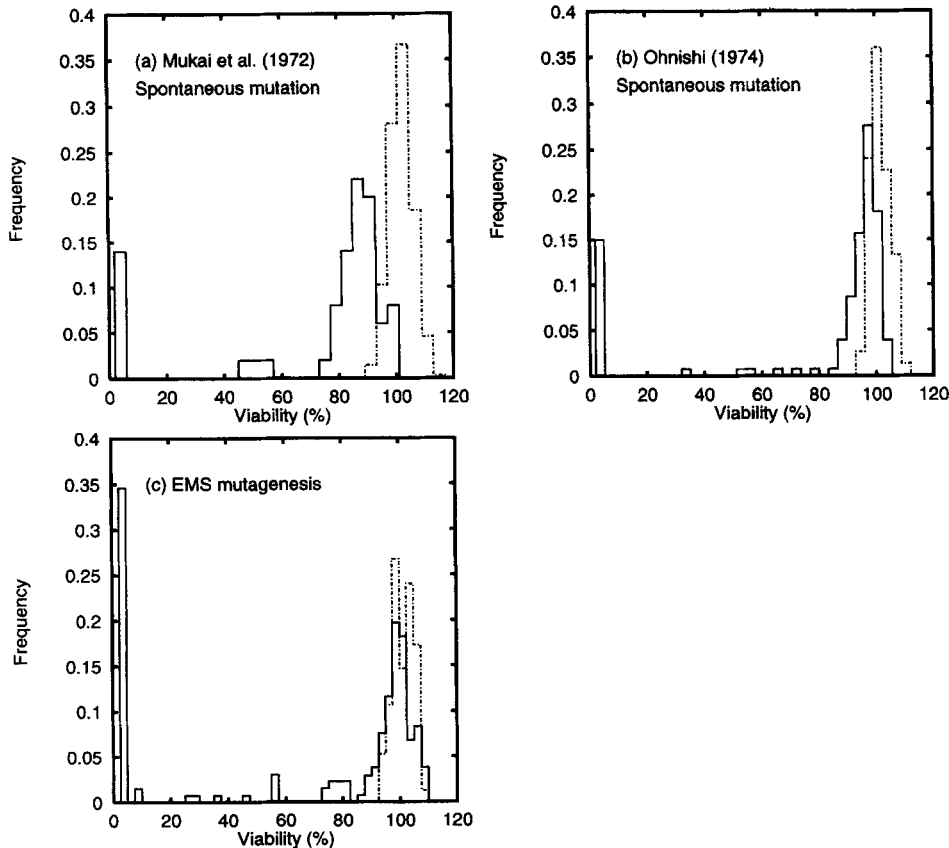 (a) Mukai et al. (1972)
Spontaneous mutation
Frequency
0.4
0.35
0.3
0.25
0.2
0.15
0.1
0.05
0
0 20 40 60 80 100 120
Viability (%)
(b) Ohnishi (1974)
Spontaneous mutation
Frequency
0.4
0.35
0.3
0.25
0.2
0.15
0.1
0.05
0
0 20 40 60 80 100 120
Viability (%)
(c) EMS mutagenesis
Frequency
0.4
0.35
0.3
0.25
0.2
0.15
0.1
0.05
0
0 20 40 60 80 100 120
Viability (%)